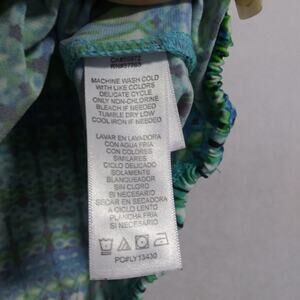 MACHINE WASH COLD
WITH LIKE COLORS
DELICATE CYCLE
ONLY NON-CHLORINE
BLEACH IF NEEDED
TUMBLE DRY LOW
COOL IRON IF NEEDED
LAVAR EN LAVADORA
CON AGUA FRIA
CON COLORES
SIMILARES
CICLO DELICADO
SOLAMENTE
BLANQUEADOR
SIN CLORO
SI NECESARIO
SECAR EN SECADORA
A CICLO LENTO
PLANCHA FRIA
SI NECESARIO
PO#LY13430